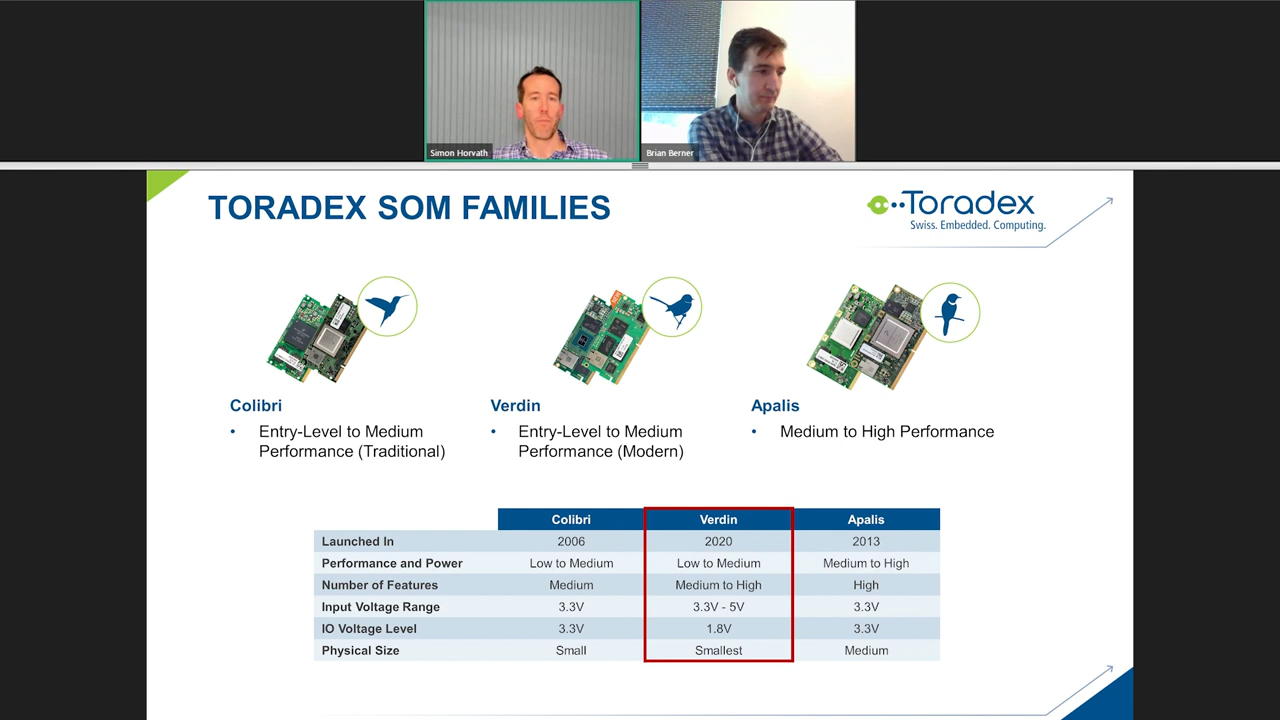 Simon Horvath
Brian Berner
TORADEX SOM FAMILIES
Toradex
Swiss. Embedded. Computing.
Colibri
• Entry-Level to Medium
Performance (Traditional)
Verdin
• Entry-Level to Medium
Performance (Modern)
Apalis
• Medium to High Performance
Colibri Verdin Apalis
Launched In 2006 2020 2013
Performance and Power Low to Medium Low to Medium Medium to High
Number of Features Medium Medium to High High
Input Voltage Range 3.3V 3.3V - 5V 3.3V
IO Voltage Level 3.3V 1.8V 3.3V
Physical Size Small Smallest Medium